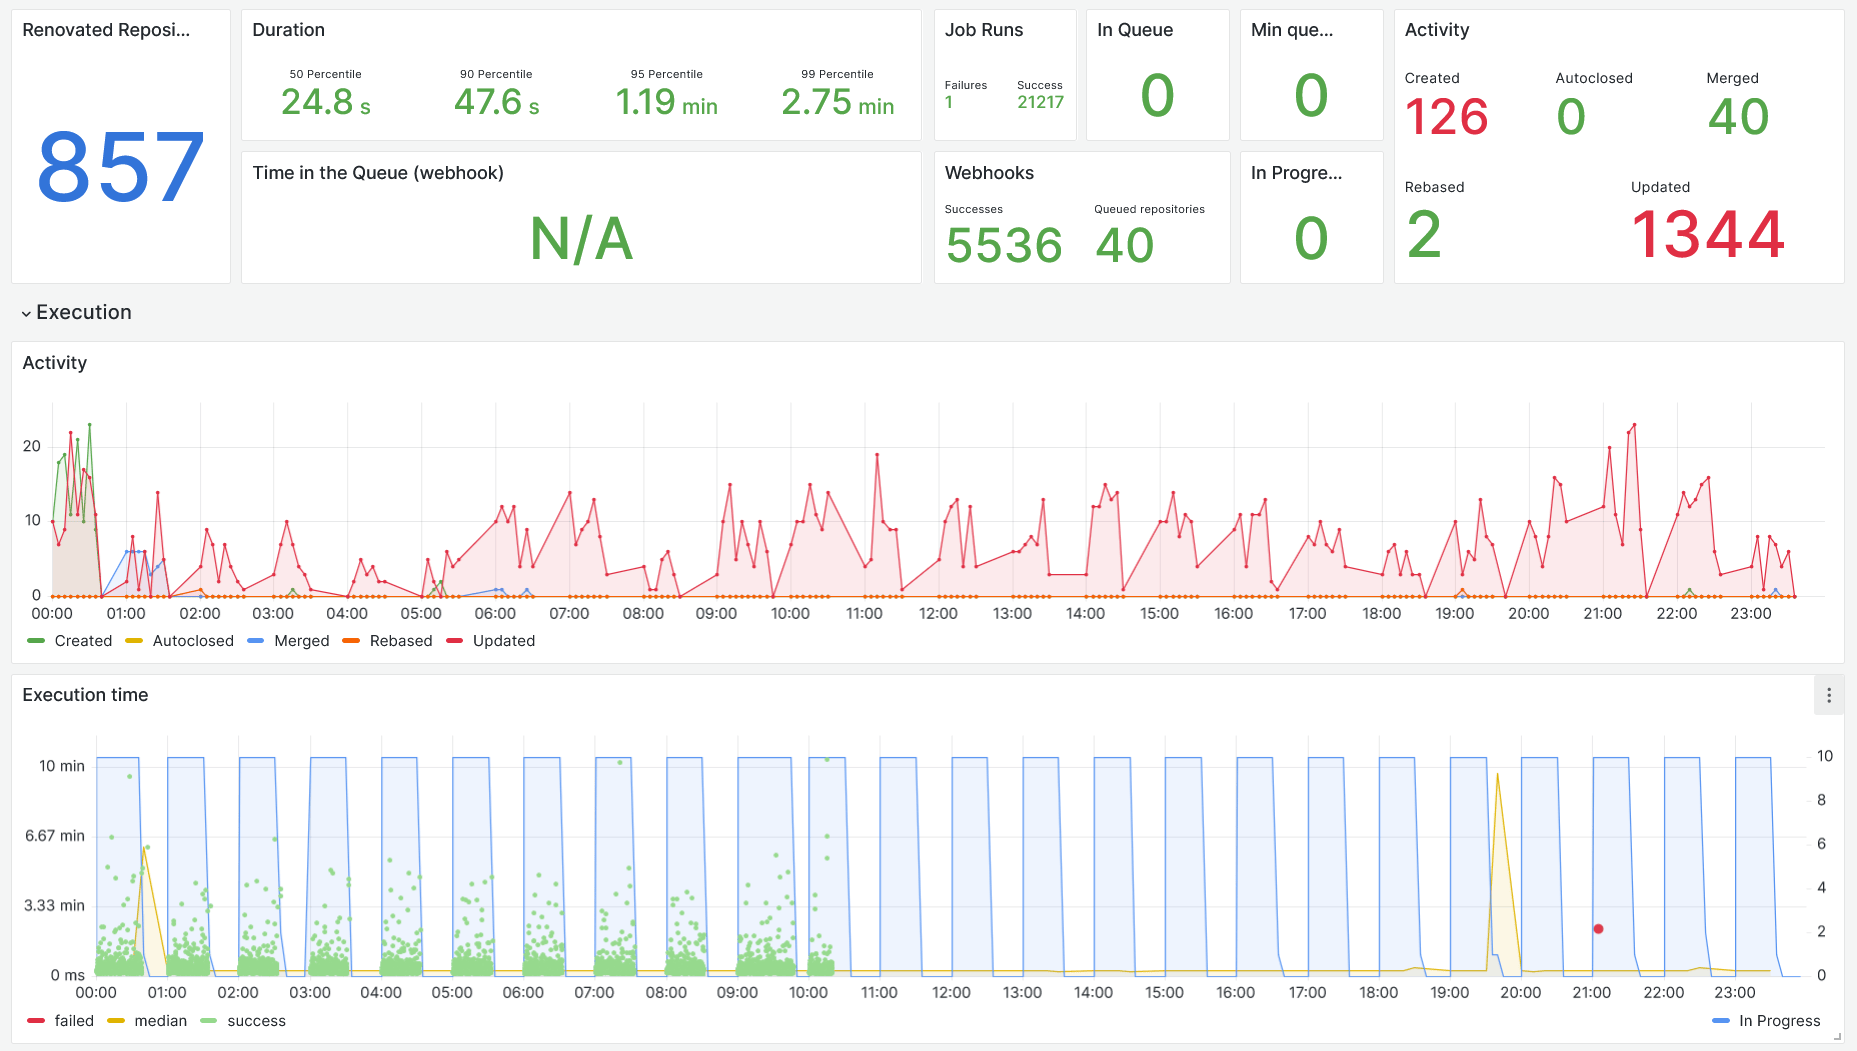 Renovated Reposi...
857
Duration
50 Percentile
24.8 s
90 Percentile
47.6 s
95 Percentile
1.19 min
99 Percentile
2.75 min
Time in the Queue (webhook)
N/A
Job Runs
Failures
1
Success
21217
In Queue
0
Min que...
0
Webhooks
Successes
5536
Queued repositories
40
In Progre...
0
Activity
Created
126
Autoclosed
0
Merged
40
Rebased
2
Updated
1344
Execution
Activity
20
10
0
00:00 01:00 02:00 03:00 04:00 05:00 06:00 07:00 08:00 09:00 10:00 11:00 12:00 13:00 14:00 15:00 16:00 17:00 18:00 19:00 20:00 21:00 22:00 23:00
Created Autoclosed Merged Rebased Updated
Execution time
10 min
6.67 min
3.33 min
0 ms
10
8
6
4
2
0
00:00 01:00 02:00 03:00 04:00 05:00 06:00 07:00 08:00 09:00 10:00 11:00 12:00 13:00 14:00 15:00 16:00 17:00 18:00 19:00 20:00 21:00 22:00 23:00
failed median success
In Progress